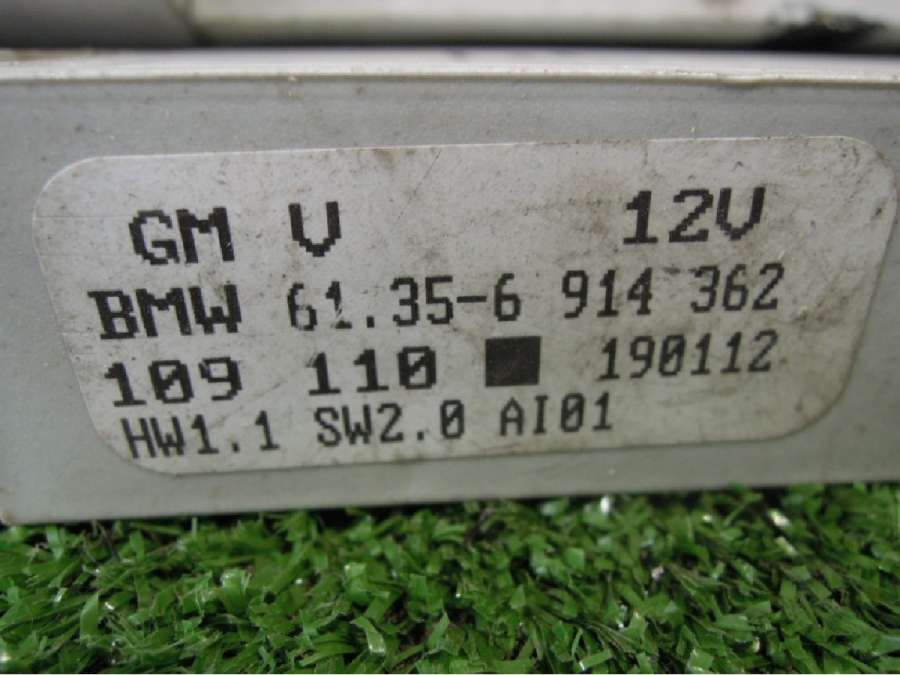 GM V 12V
BMW 61.35-6 914 362
109 110 ■ 190112
HW1.1 SW2.0 AI01